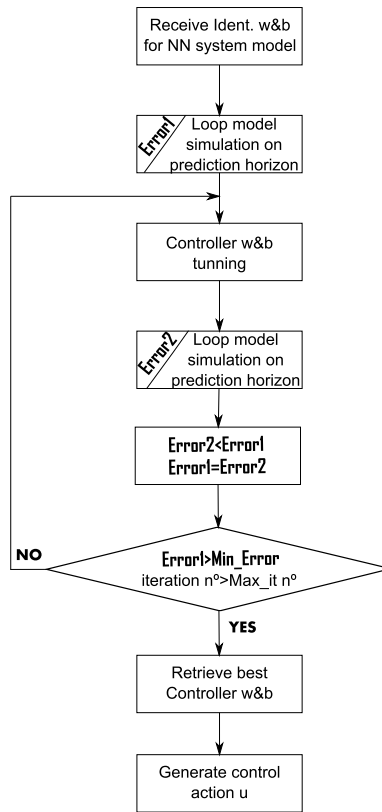 Receive Ident. w&b
for NN system model
Error1
Loop model
simulation on
prediction horizon
Controller w&b
tunning
Error2
Loop model
simulation on
prediction horizon
Error2<Error1
Error1=Error2
NO
Error1>Min_Error
iteration nº>Max_it nº
YES
Retrieve best
Controller w&b
Generate control
action u